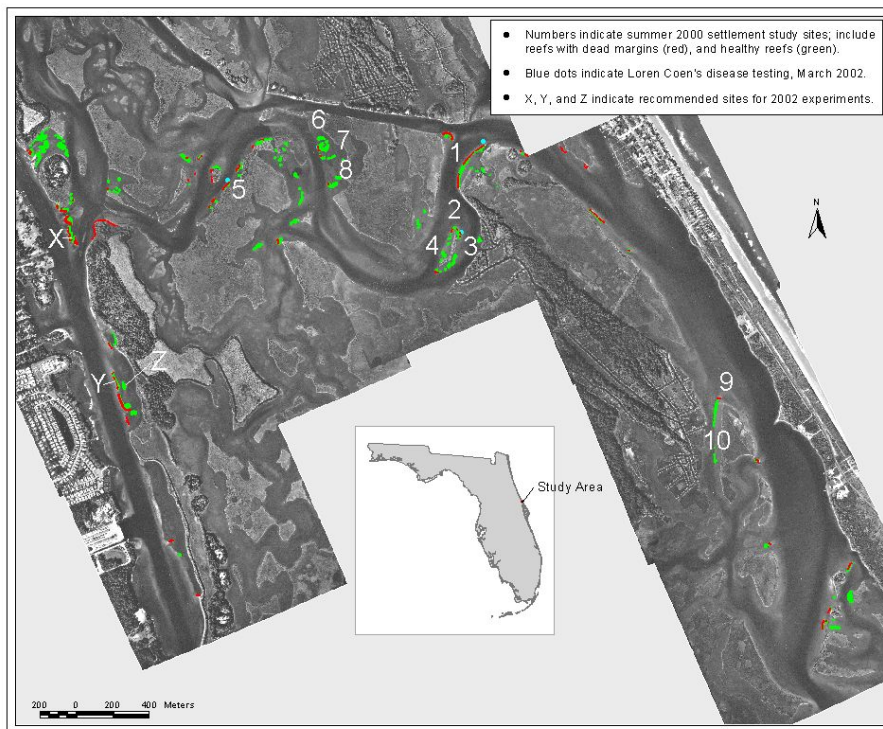 Numbers indicate summer 2000 settlement study sites; include
reefs with dead margins (red), and healthy reefs (green).
Blue dots indicate Loren Coen's disease testing, March 2002.
X, Y, and Z indicate recommended sites for 2002 experiments.
6
7
1
8
5
2
N
X
4
3
Z
Y
9
10
Study Area
200 0 200 400 Meters